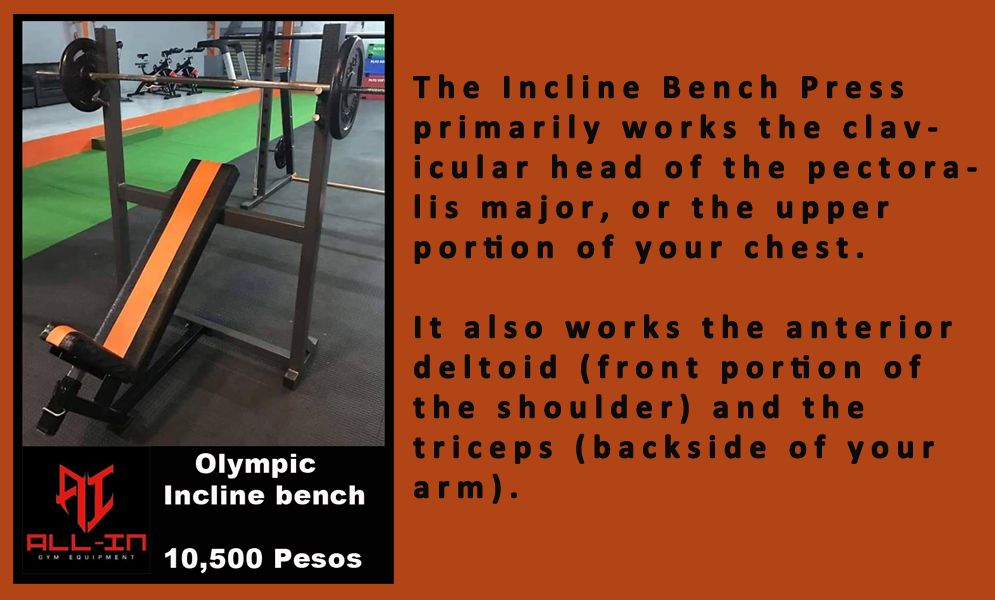 The Incline Bench Press
primarily works the clav-
icular head of the pectora-
lis major, or the upper
portion of your chest.
It also works the anterior
deltoid (front portion of
the shoulder) and the
triceps (backside of your
arm).
Olympic
Incline bench
10,500 Pesos
ALL-IN
GYM EQUIPMENT